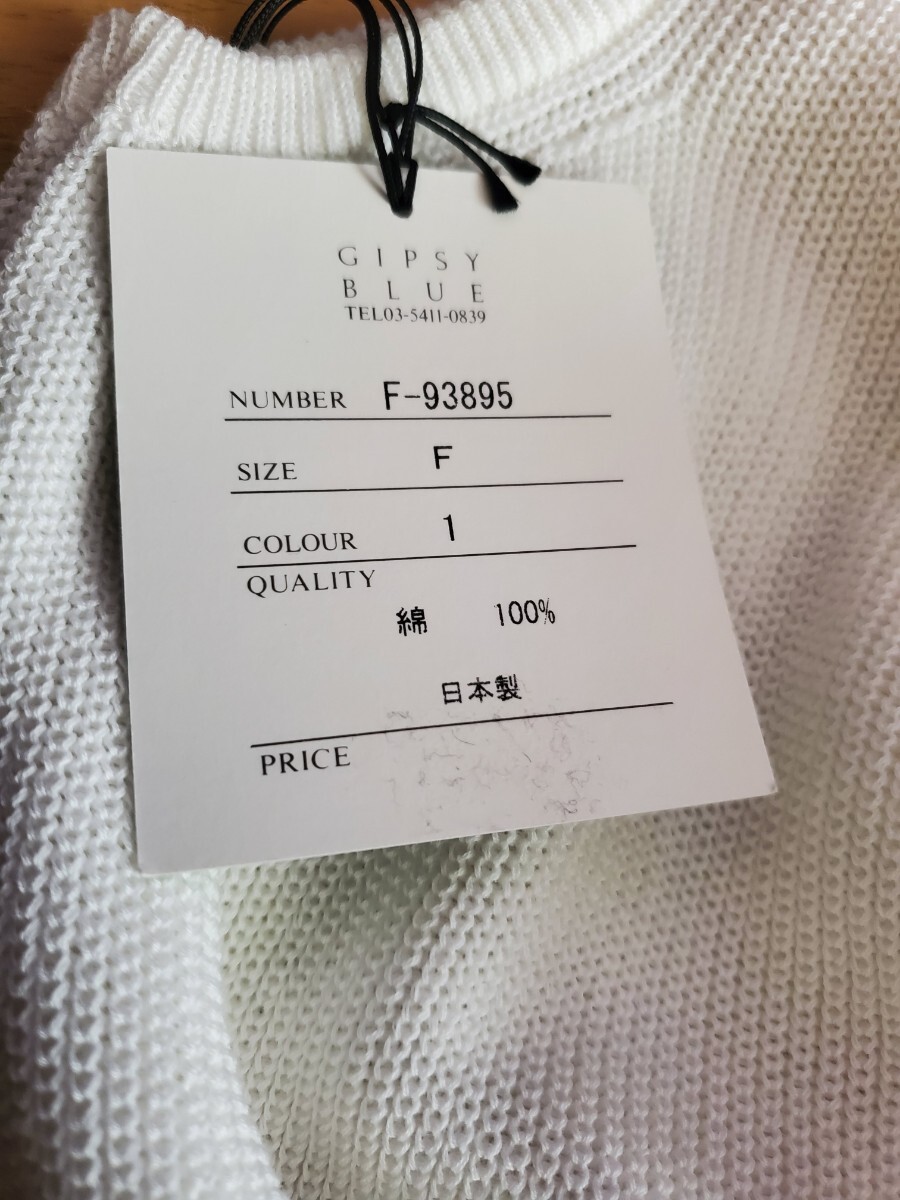 GIPSY
BLUE
TEL03-5411-0839
NUMBER F-93895
SIZE F
COLOUR 1
QUALITY
綿 100%
日本製
PRICE